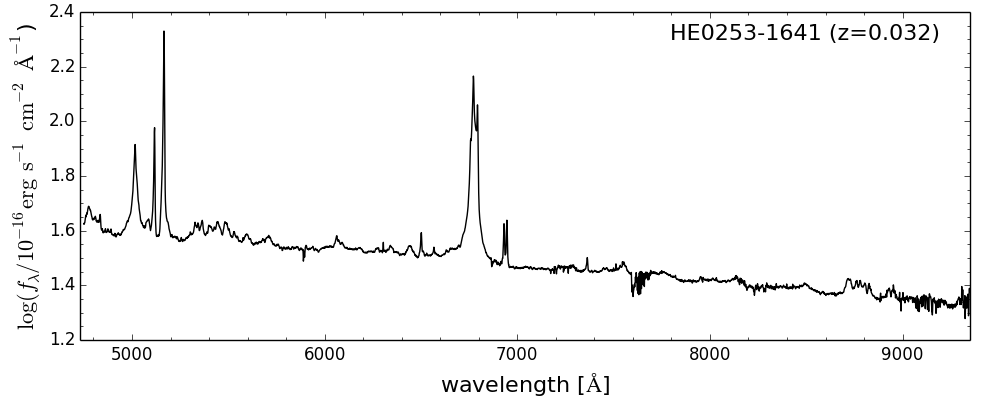 HE0253-1641 (z=0.032)
log(f_λ/10^{-16} erg s^{-1} cm^{-2} Å^{-1})
2.4
2.2
2.0
1.8
1.6
1.4
1.2
5000 6000 7000 8000 9000
wavelength [Å]